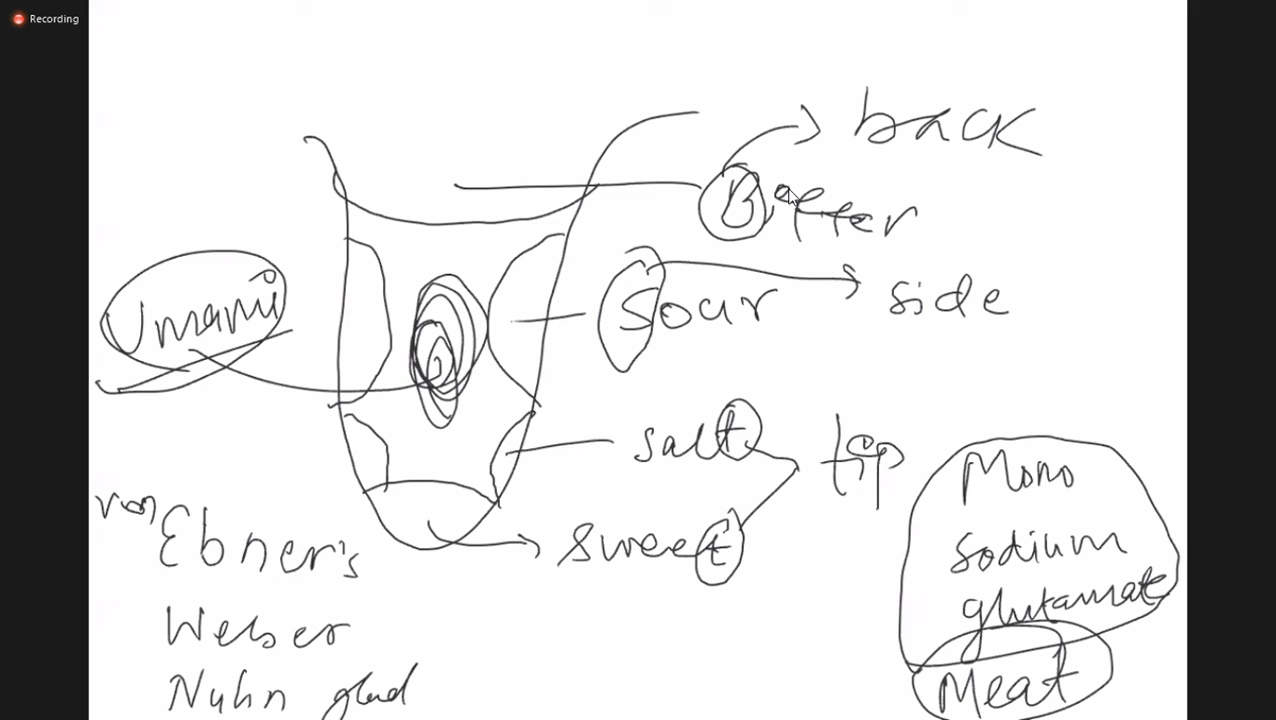 Recording
back
Bitter
Sour
side
Umami
salt
tip
sweet
Mono
sodium
glutamate
Meat
von
Ebner's
Weber
Nuhn gland